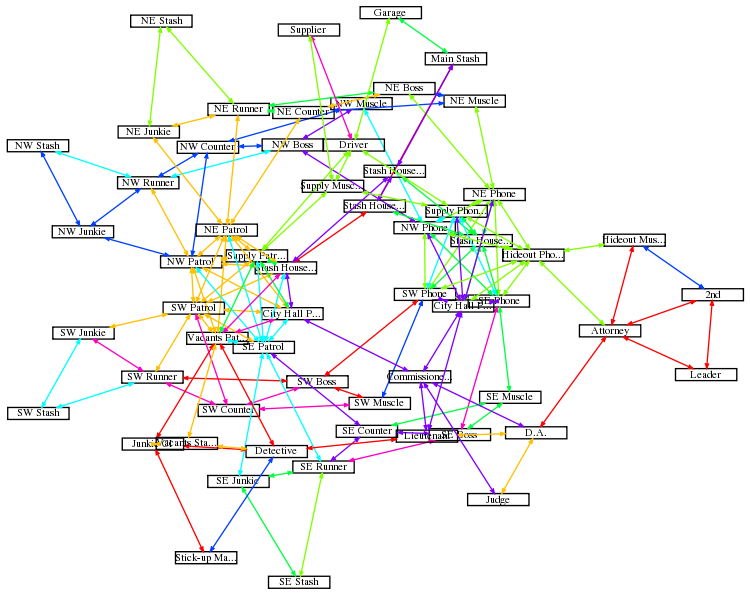 Garage
NE Stash
Supplier
Main Stash
NE Boss
NE Muscle
NW Muscle
NE Runner
NE Counter
NE Junkie
NW Stash
NW Counter
NW Boss
Driver
Stash House...
NW Runner
Supply Musc...
NE Phone
Stash House...
Supply Phon...
NW Junkie
NE Patrol
NW Phone
Stash House...
Hideout Mus...
Supply Patr...
Hideout Pho...
NW Patrol
Stash House...
SW Phone
2nd
SE Phone
City Hall P...
SW Patrol
City Hall P...
SW Junkie
Attorney
Vacants Pat...
SE Patrol
SW Runner
Commissione...
Leader
SW Boss
SE Muscle
SW Muscle
SW Stash
SW Counter
SE Counter
Lieutenant
D.A.
Detective
SE Runner
SE Junkie
Judge
Stick-up Ma...
SE Stash